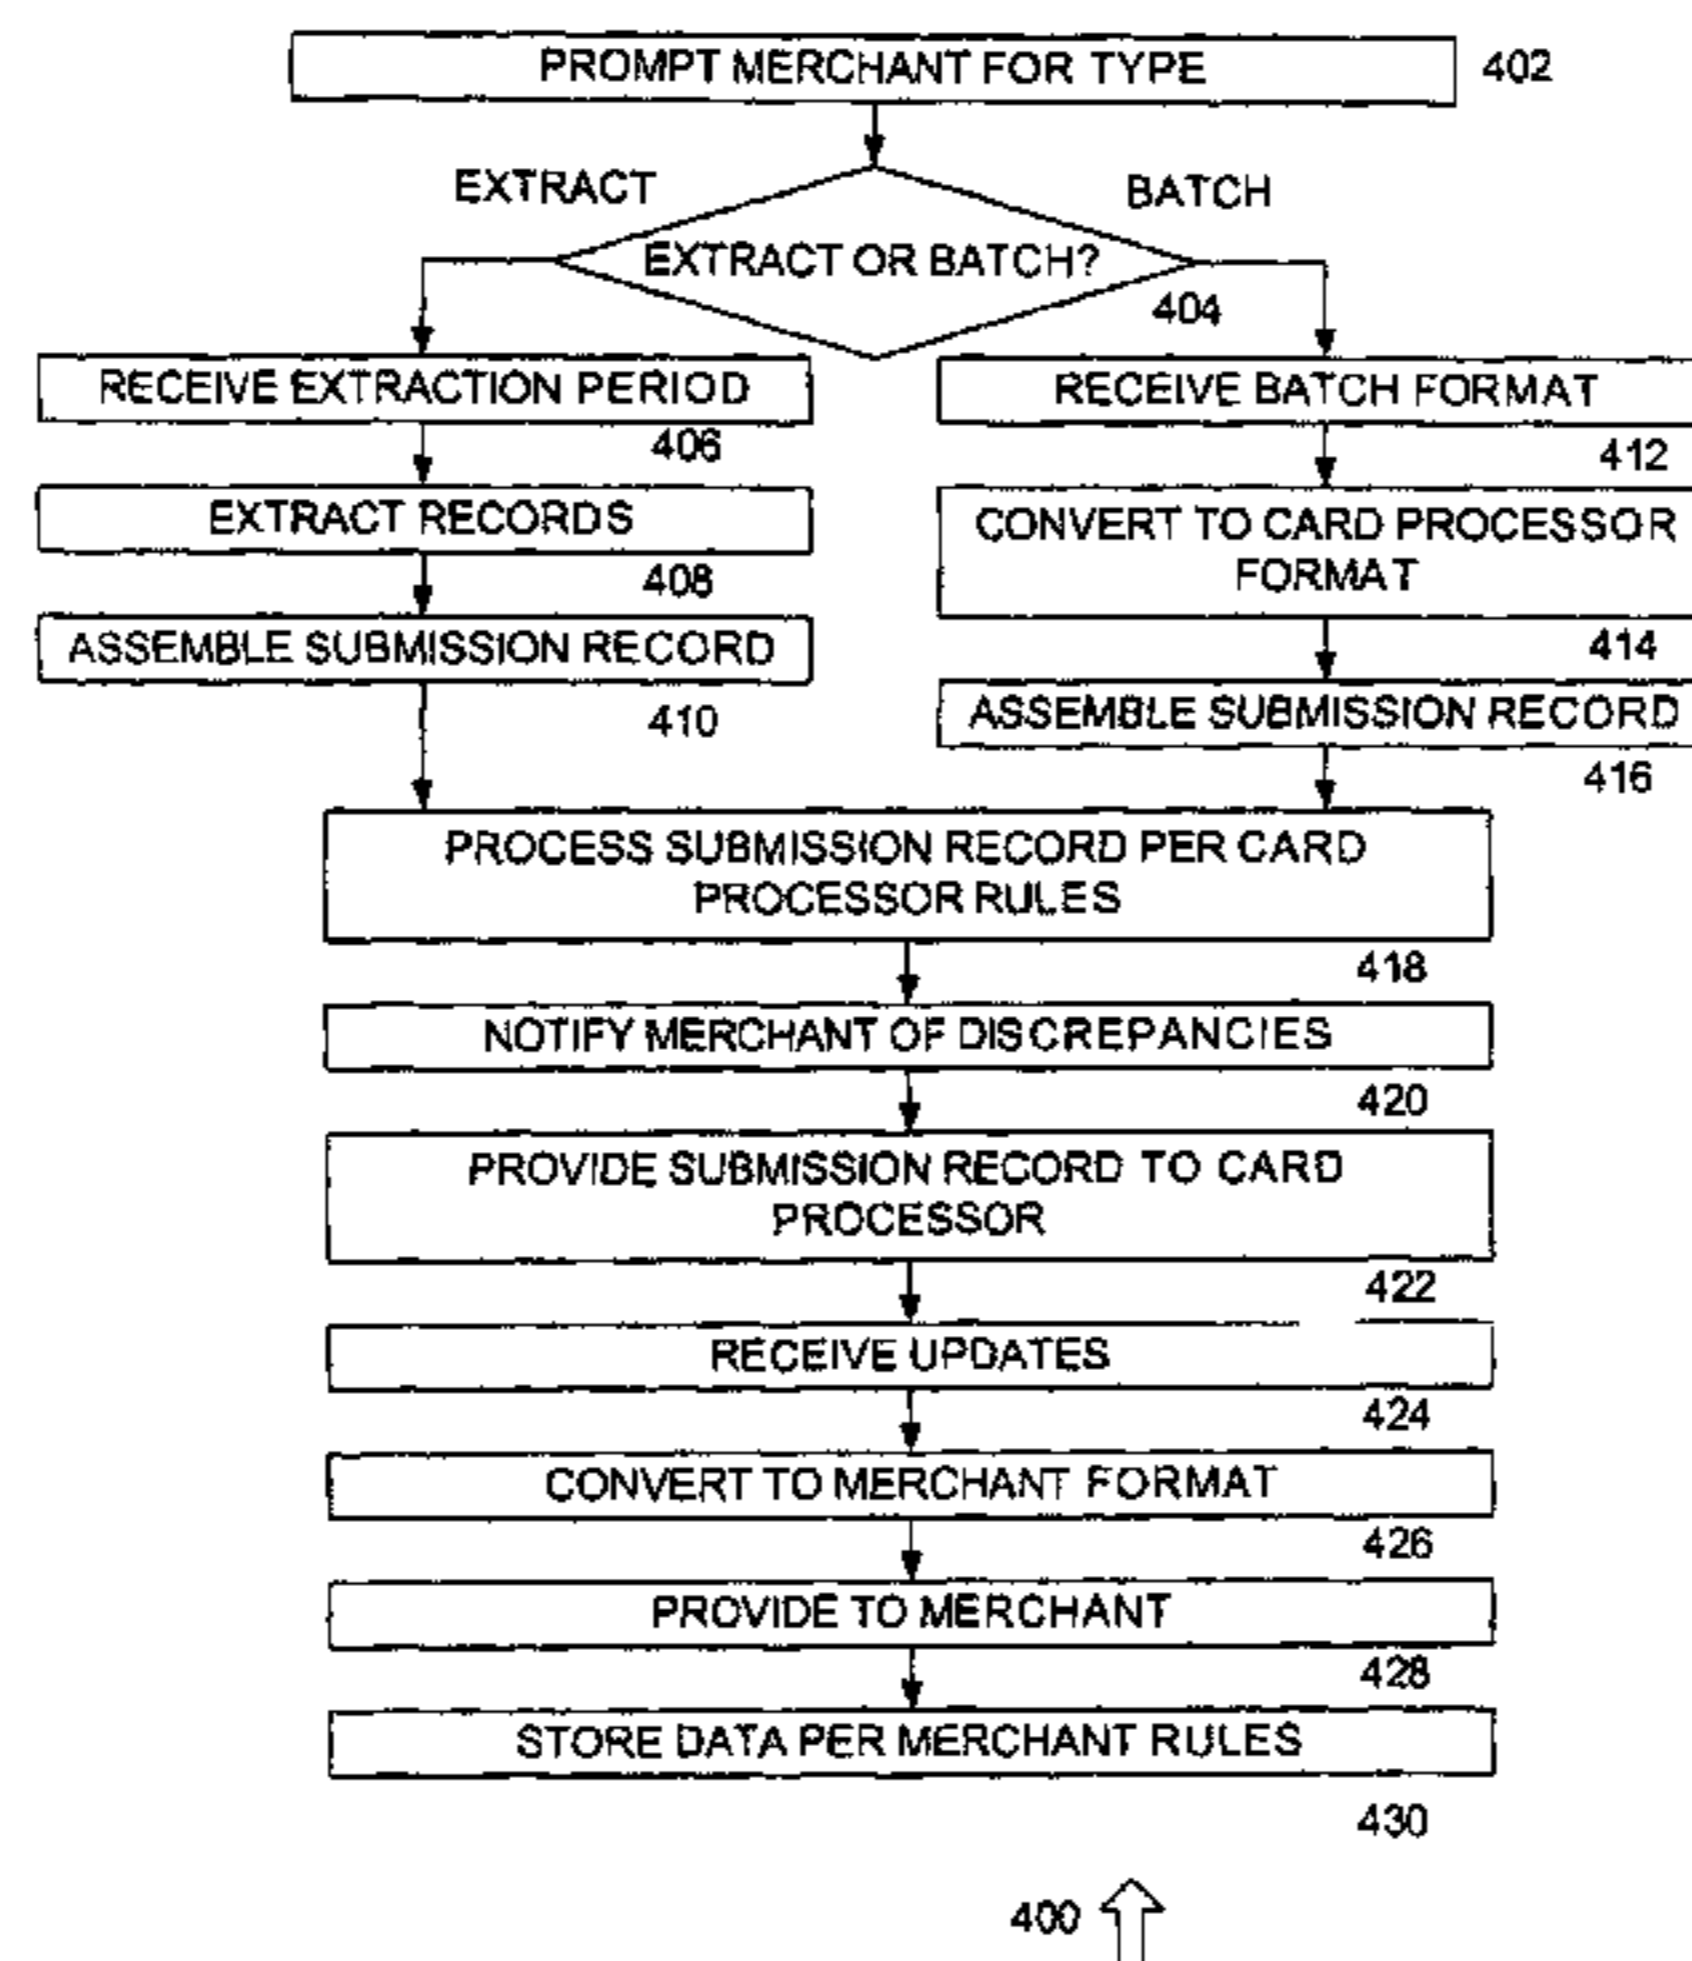 PROMPT MERCHANT FOR TYPE
402
EXTRACT
BATCH
EXTRACT OR BATCH?
404
RECEIVE EXTRACTION PERIOD
406
EXTRACT RECORDS
408
ASSEMBLE SUBMISSION RECORD
410
RECEIVE BATCH FORMAT
412
CONVERT TO CARD PROCESSOR
FORMAT
414
ASSEMBLE SUBMISSION RECORD
416
PROCESS SUBMISSION RECORD PER CARD
PROCESSOR RULES
418
NOTIFY MERCHANT OF DISCREPANCIES
420
PROVIDE SUBMISSION RECORD TO CARD
PROCESSOR
422
RECEIVE UPDATES
424
CONVERT TO MERCHANT FORMAT
426
PROVIDE TO MERCHANT
428
STORE DATA PER MERCHANT RULES
430
400